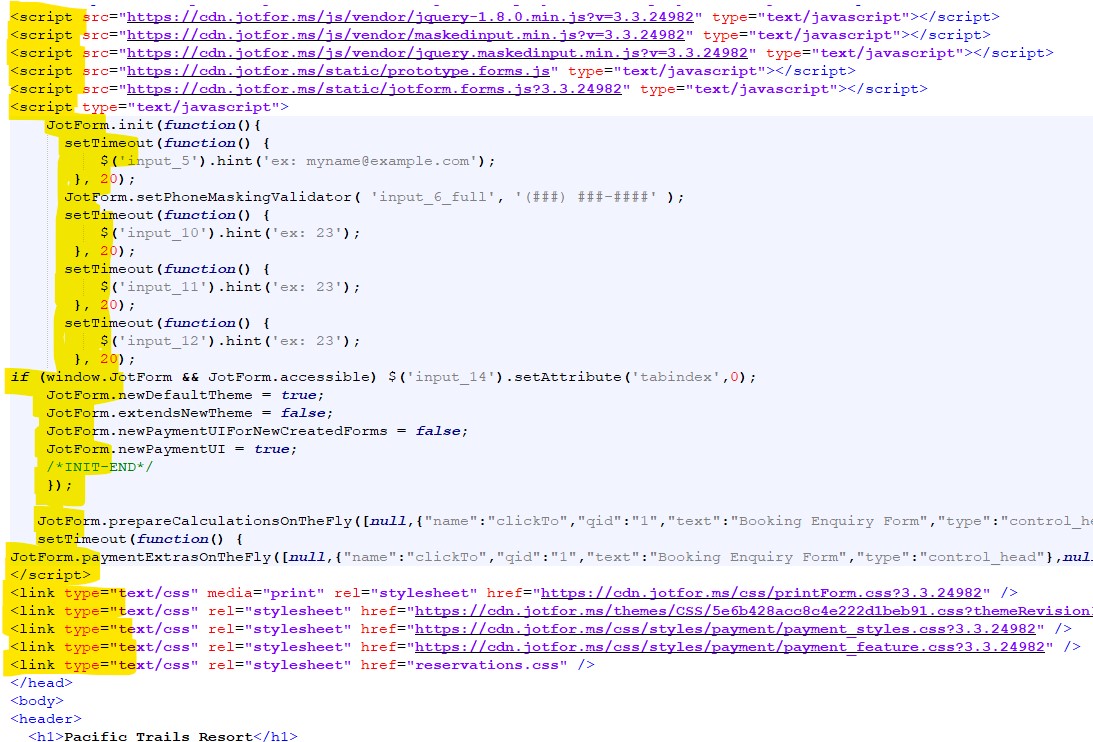 <script src="https://cdn.jotfor.ms/js/vendor/jquery-1.8.0.min.js?v=3.3.24982" type="text/javascript"></script>
<script src="https://cdn.jotfor.ms/js/vendor/maskedinput.min.js?v=3.3.24982" type="text/javascript"></script>
<script src="https://cdn.jotfor.ms/js/vendor/jquery.maskedinput.min.js?v=3.3.24982" type="text/javascript"></script>
<script src="https://cdn.jotfor.ms/static/prototype.forms.js" type="text/javascript"></script>
<script src="https://cdn.jotfor.ms/static/jotform.forms.js?3.3.24982" type="text/javascript"></script>
<script type="text/javascript">
JotForm.init(function(){
setTimeout(function() {
$('input_5').hint('ex: myname@example.com');
}, 20);
JotForm.setPhoneMaskingValidator( 'input_6_full', '(###) ###-####' );
setTimeout(function() {
$('input_10').hint('ex: 23');
}, 20);
setTimeout(function() {
$('input_11').hint('ex: 23');
}, 20);
setTimeout(function() {
$('input_12').hint('ex: 23');
}, 20);
if (window.JotForm && JotForm.accessible) $('input_14').setAttribute('tabindex',0);
JotForm.newDefaultTheme = true;
JotForm.extendsNewTheme = false;
JotForm.newPaymentUIForNewCreatedForms = false;
JotForm.newPaymentUI = true;
/*INIT-END*/
});
JotForm.prepareCalculationsOnTheFly([null,{"name":"clickTo","qid":"1","text":"Booking Enquiry Form","type":"control_he
setTimeout(function() {
JotForm.paymentExtrasOnTheFly([null,{"name":"clickTo","qid":"1","text":"Booking Enquiry Form","type":"control_head"},nul
</script>
<link type="text/css" media="print" rel="stylesheet" href="https://cdn.jotfor.ms/css/printForm.css?3.3.24982" />
<link type="text/css" rel="stylesheet" href="https://cdn.jotfor.ms/themes/CSS/5e6b428acc8c4e222d1beb91.css?themeRevision
<link type="text/css" rel="stylesheet" href="https://cdn.jotfor.ms/css/styles/payment/payment_styles.css?3.3.24982" />
<link type="text/css" rel="stylesheet" href="https://cdn.jotfor.ms/css/styles/payment/payment_feature.css?3.3.24982" />
<link type="text/css" rel="stylesheet" href="reservations.css" />
</head>
<body>
<header>
<h1>Pacific Trails Resort</h1>